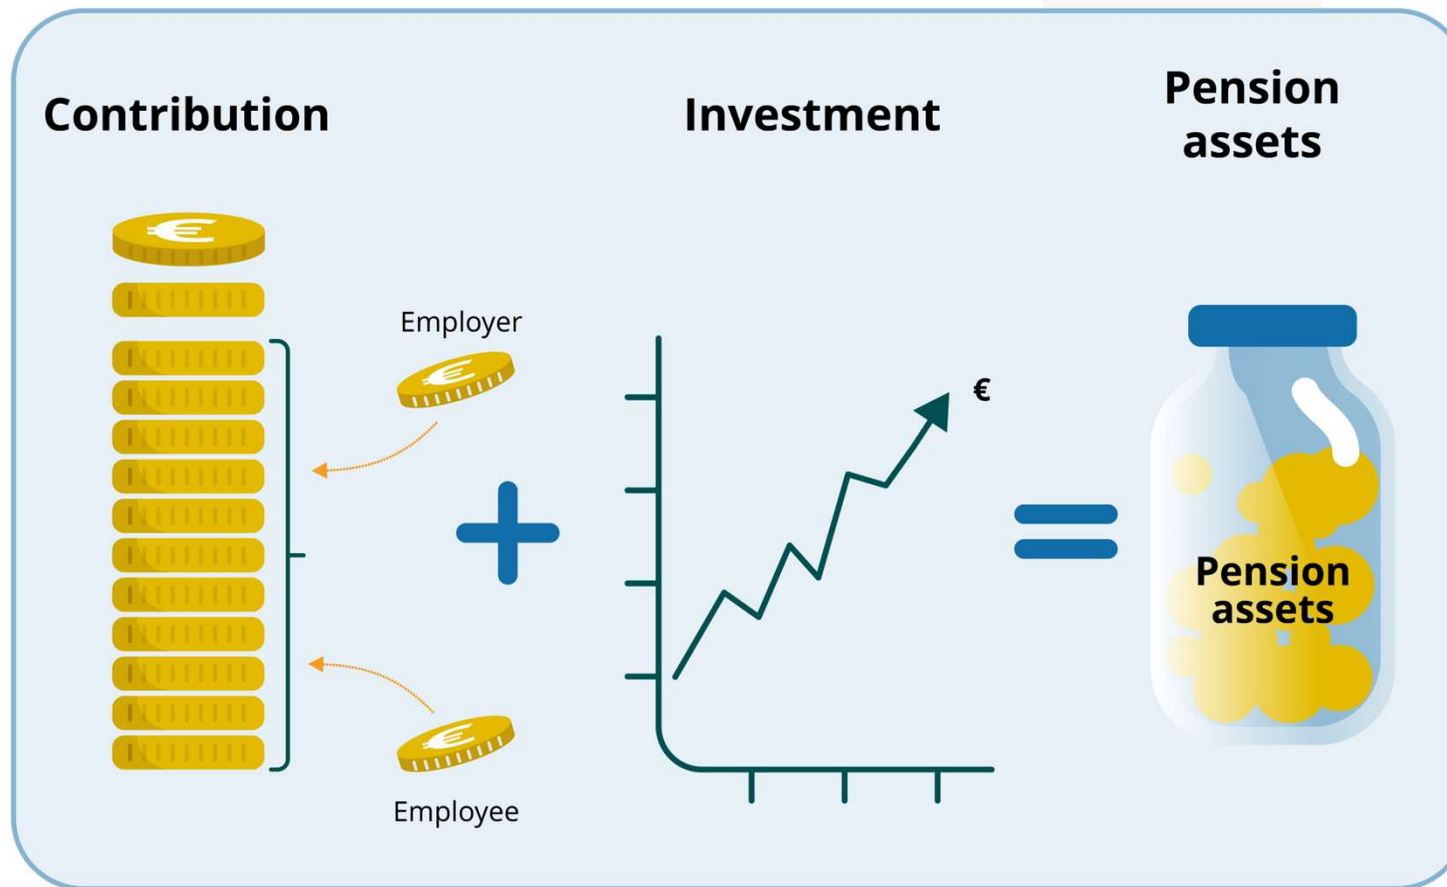 Contribution
Investment
Pension
assets
€
Employer
€
€
Pension
assets
€
Employee